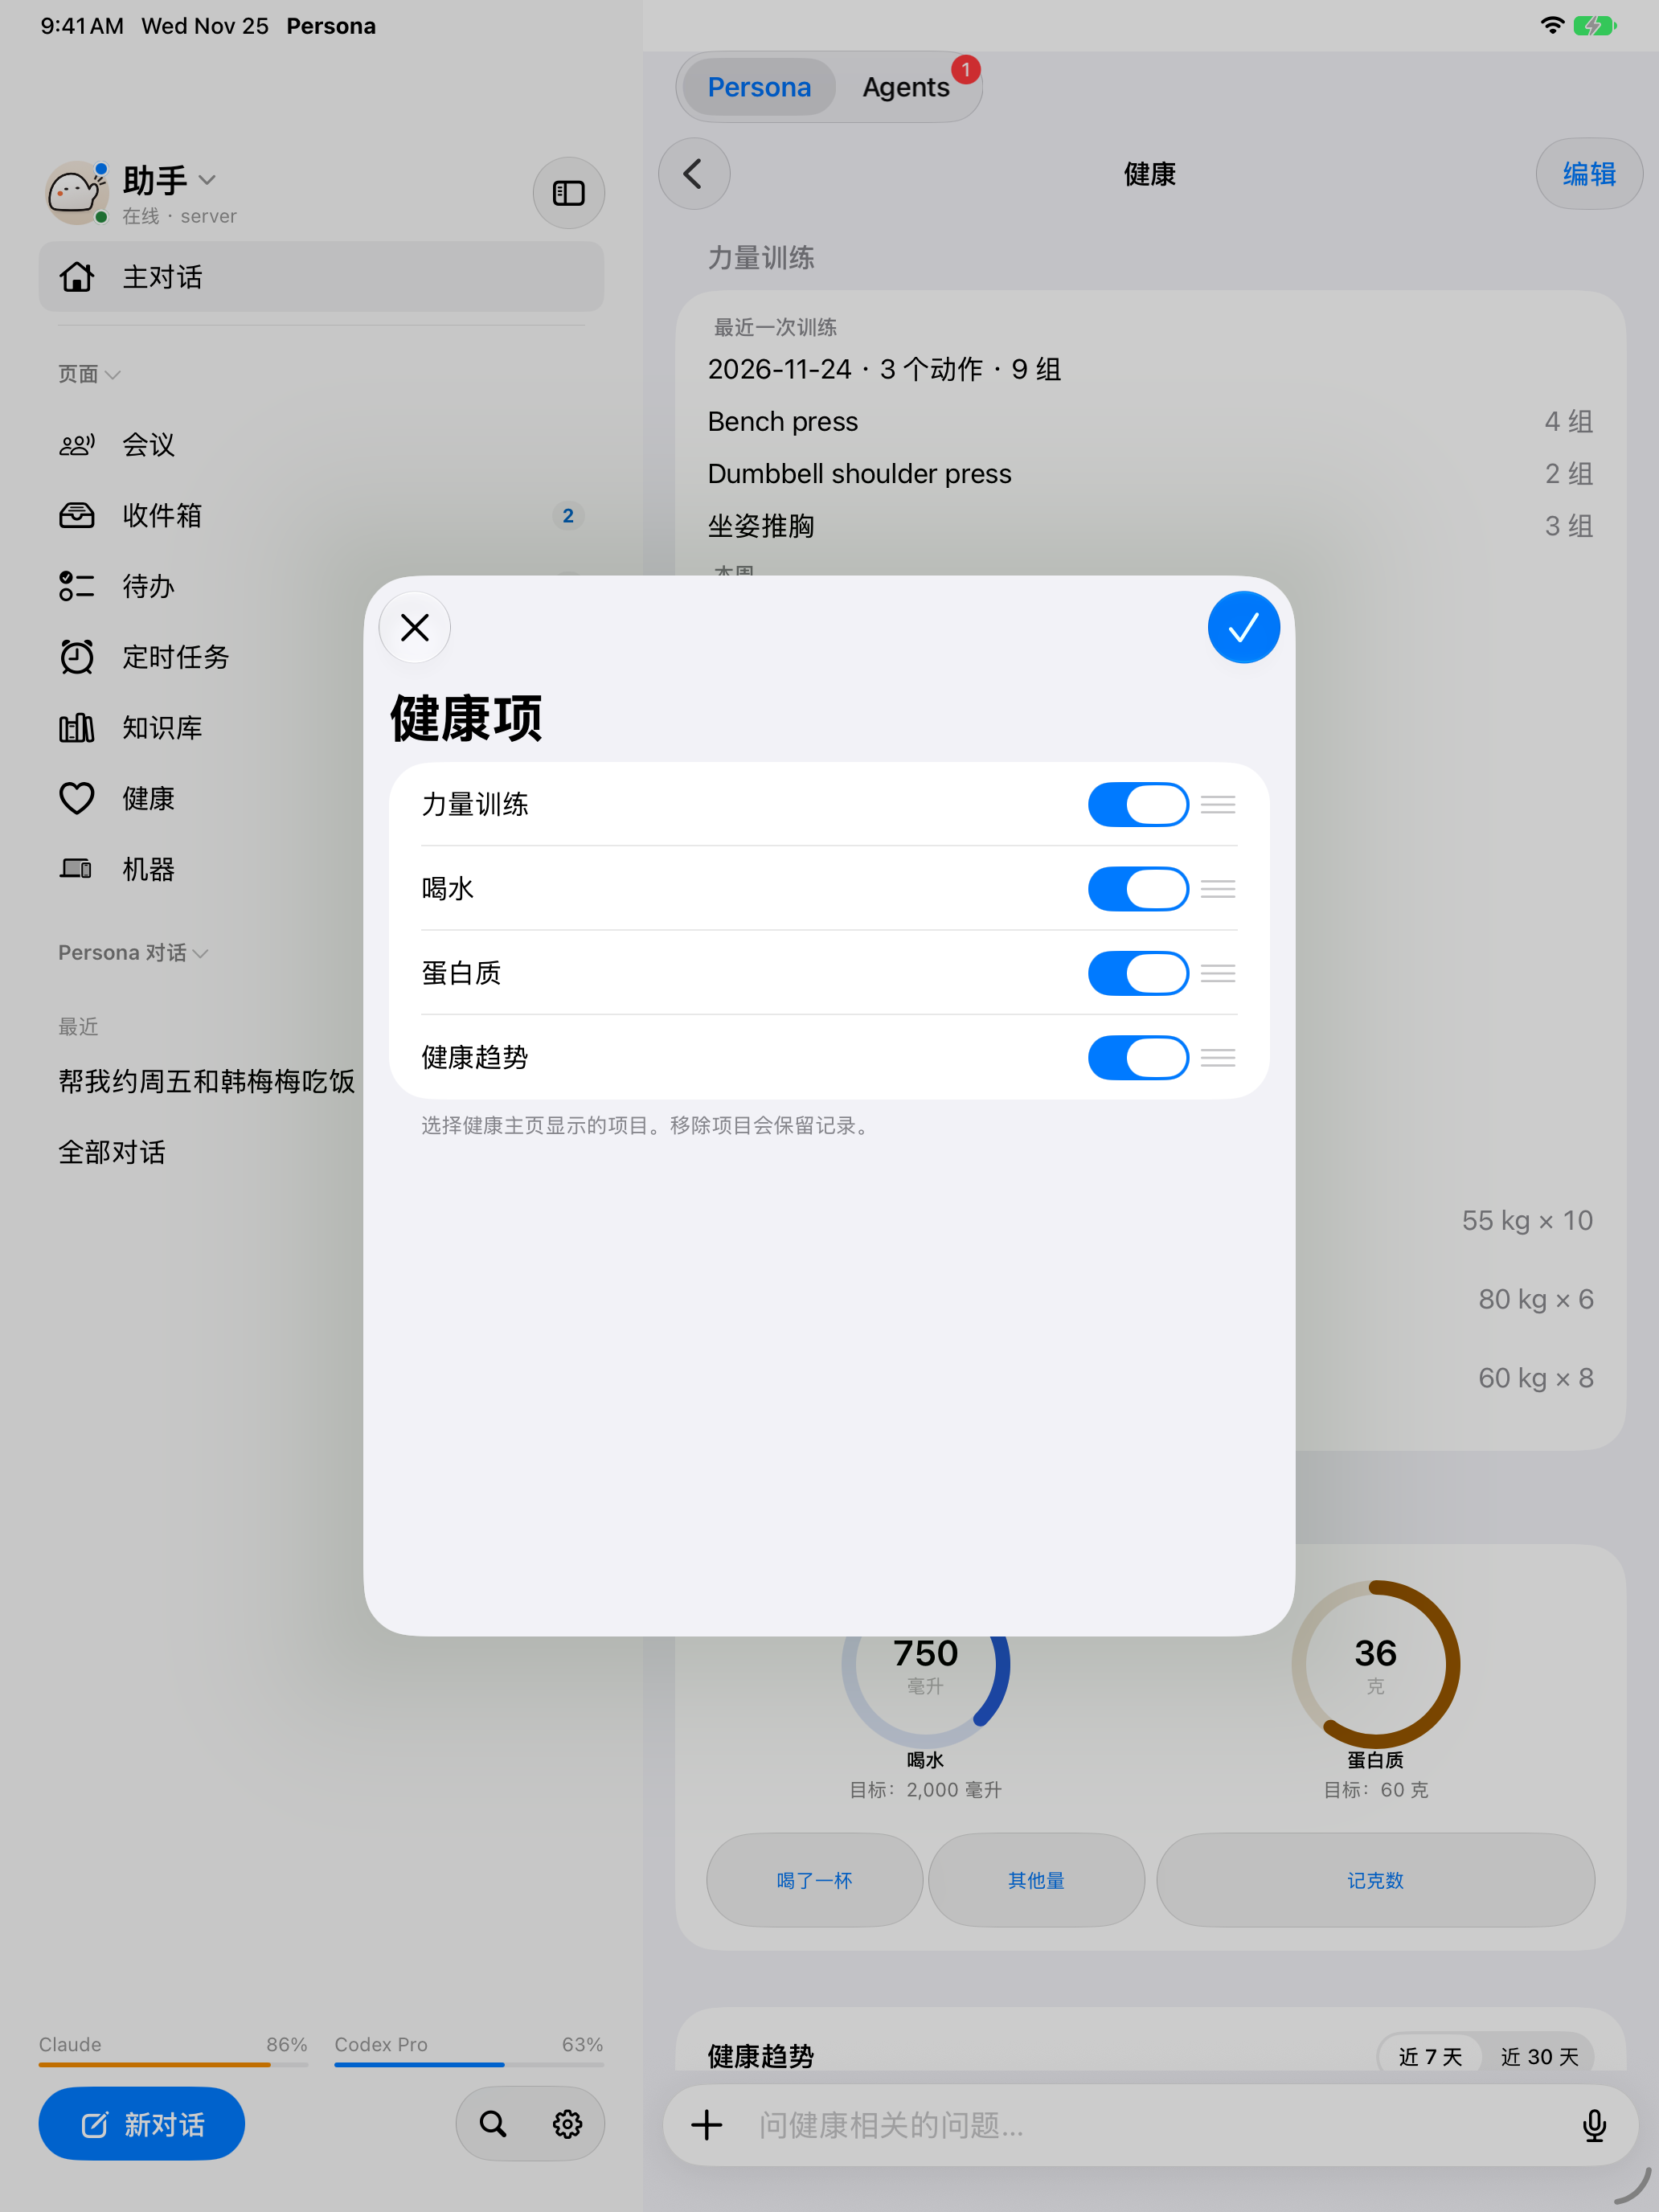 9:41 AM Wed Nov 25 Persona
助手
在线 · server
主对话
页面
会议
收件箱
2
待办
定时任务
知识库
健康
机器
Persona 对话
最近
帮我约周五和韩梅梅吃饭
全部对话
Claude 86%
Codex Pro 63%
新对话
Persona
Agents
1
健康
编辑
力量训练
最近一次训练
2026-11-24 · 3 个动作 · 9 组
Bench press 4 组
Dumbbell shoulder press 2 组
坐姿推胸 3 组
本周
健康项
力量训练
喝水
蛋白质
健康趋势
选择健康主页显示的项目。移除项目会保留记录。
55 kg × 10
80 kg × 6
60 kg × 8
750
毫升
喝水
目标：2,000 毫升
36
克
蛋白质
目标：60 克
喝了一杯
其他量
记克数
健康趋势
近 7 天
近 30 天
问健康相关的问题...